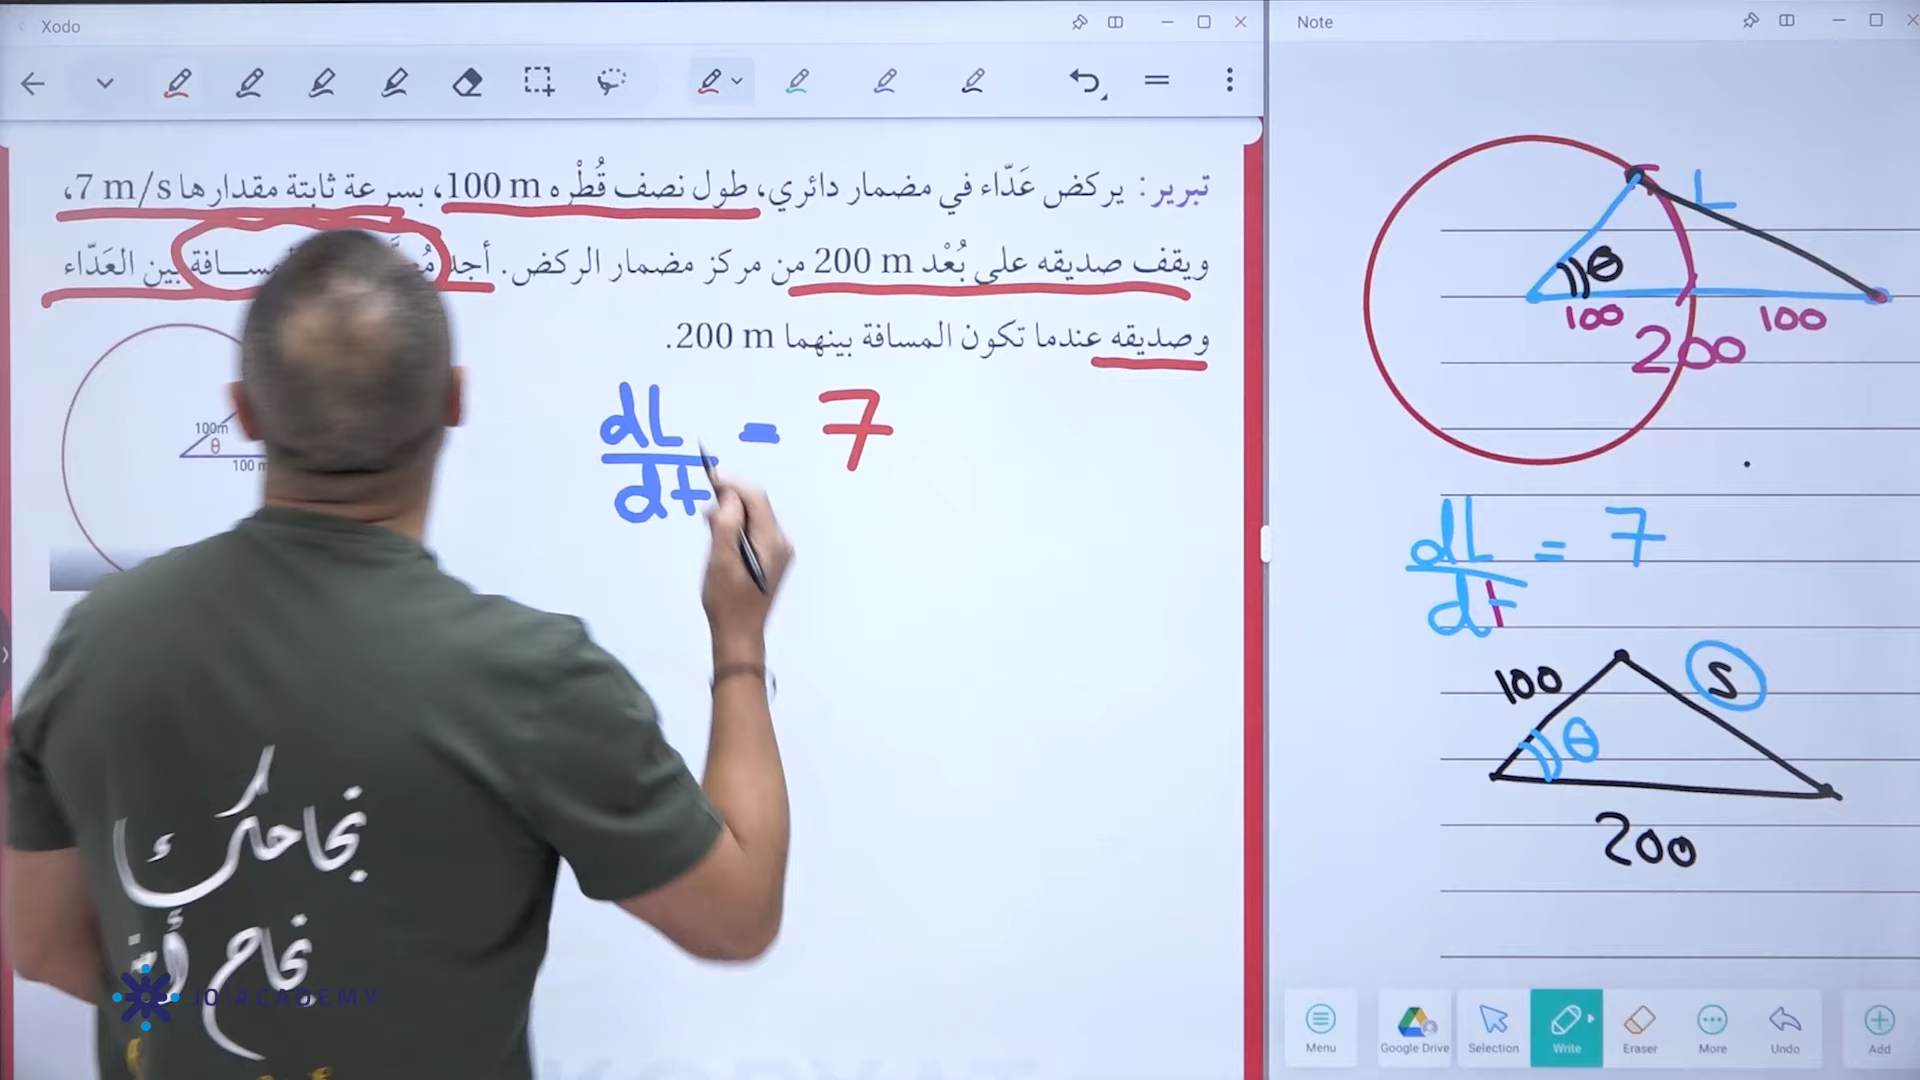 Xodo
تبرير: يركض عَدّاء في مضمار دائري، طول نصف قُطْره 100 m، بسرعة ثابتة مقدارها 7 m/s،
ويقف صديقه على بُعْد 200 m من مركز مضمار الركض. أجد المسافة بين العَدّاء
وصديقه عندما تكون المسافة بينهما 200 m.
100m
θ
100 m
dL/dt = 7
نجاحك
نجاح
JO ACADEMY
Note
L
θ
100
100
200
dL/dt = 7
100
S
θ
200
Menu
Google Drive
Selection
Write
Eraser
More
Undo
Add